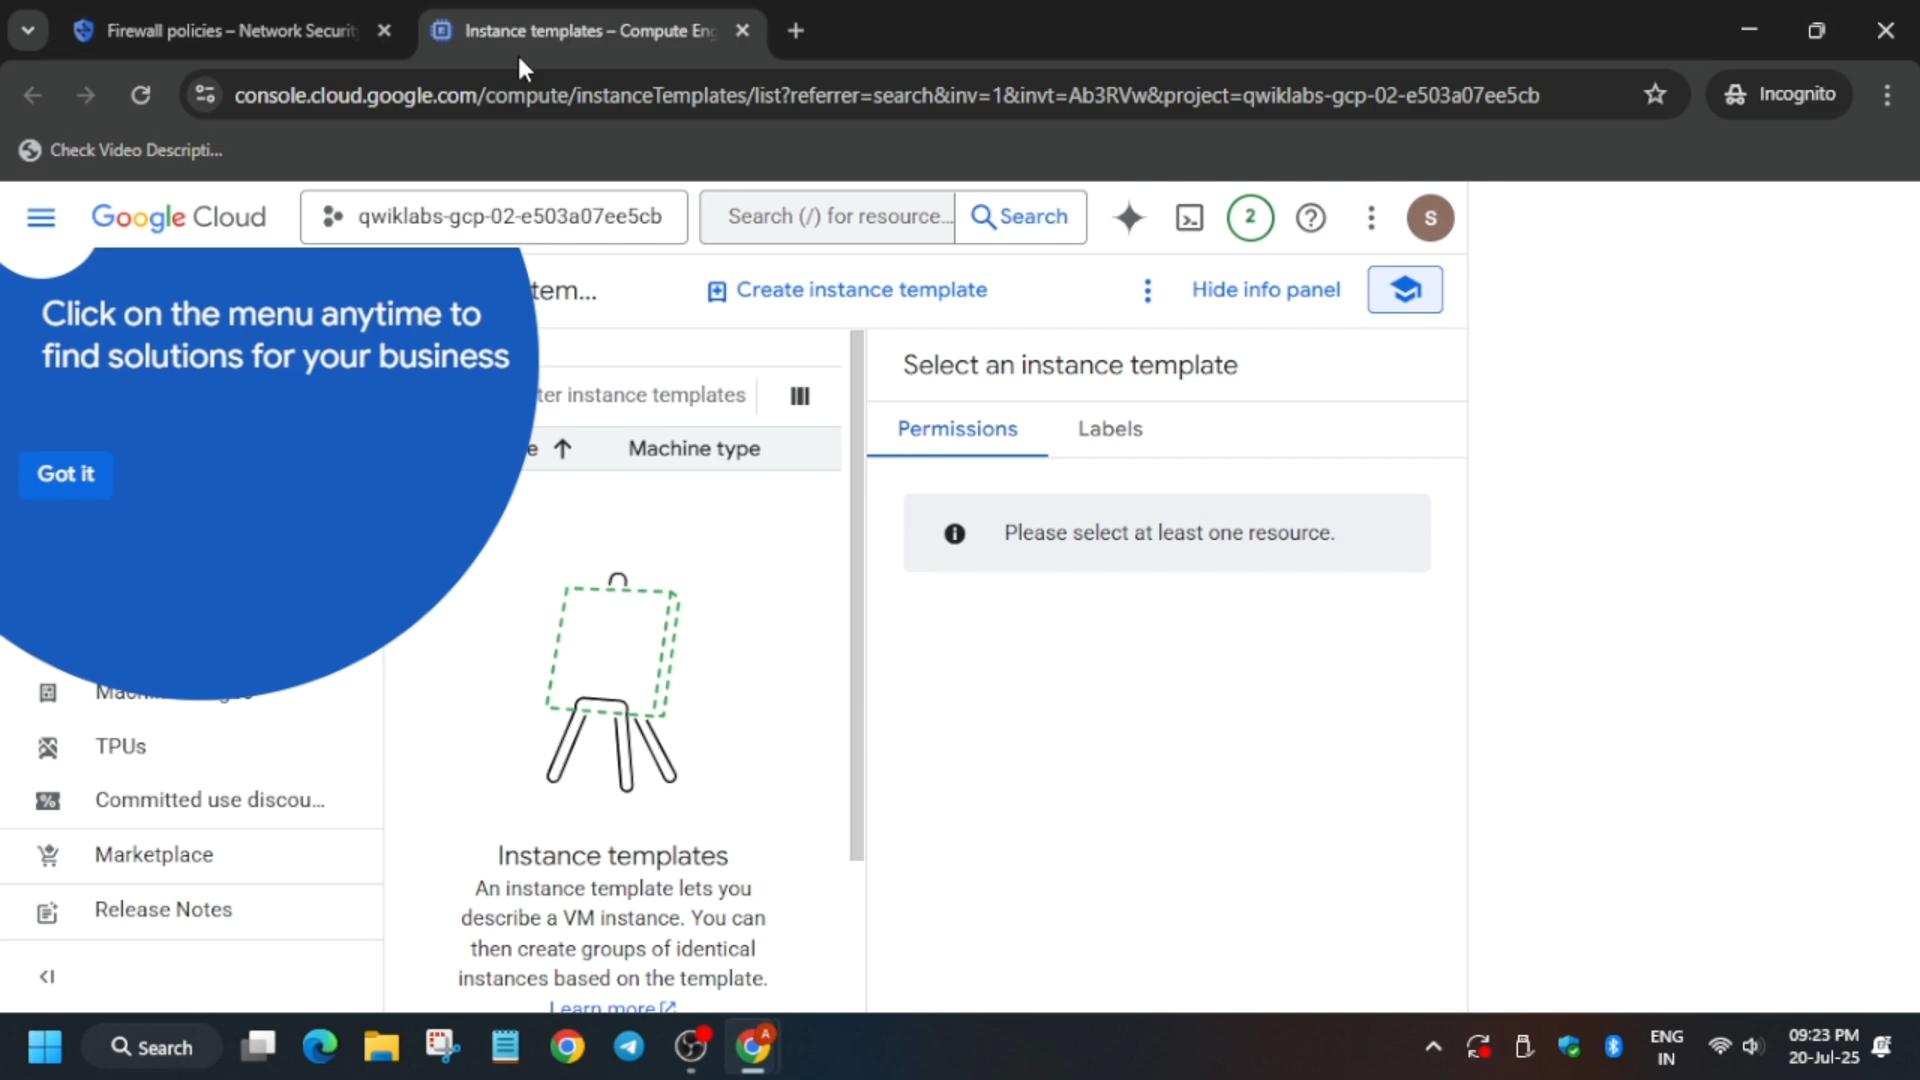 Firewall policies – Network Securit
Instance templates – Compute Eng
console.cloud.google.com/compute/instanceTemplates/list?referrer=search&inv=1&invt=Ab3RVw&project=qwiklabs-gcp-02-e503a07ee5cb
Incognito
Check Video Descripti...
Google Cloud
qwiklabs-gcp-02-e503a07ee5cb
Search (/) for resource...
Search
2
S
Click on the menu anytime to
find solutions for your business
Got it
tem...
Create instance template
Hide info panel
ter instance templates
e
Machine type
Select an instance template
Permissions
Labels
Please select at least one resource.
TPUs
Committed use discou...
Marketplace
Release Notes
Instance templates
An instance template lets you
describe a VM instance. You can
then create groups of identical
instances based on the template.
Learn more
Search
A
ENG
IN
09:23 PM
20-Jul-25